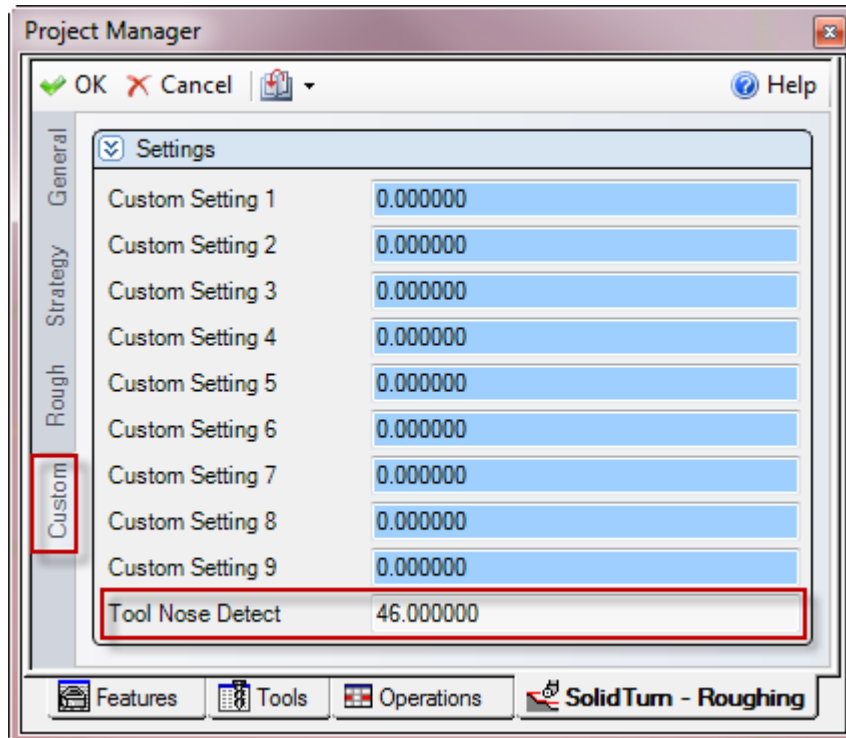 Project Manager
OK Cancel Help
General
Strategy
Rough
Custom
Settings
Custom Setting 1 0.000000
Custom Setting 2 0.000000
Custom Setting 3 0.000000
Custom Setting 4 0.000000
Custom Setting 5 0.000000
Custom Setting 6 0.000000
Custom Setting 7 0.000000
Custom Setting 8 0.000000
Custom Setting 9 0.000000
Tool Nose Detect 46.000000
Features Tools Operations SolidTurn - Roughing